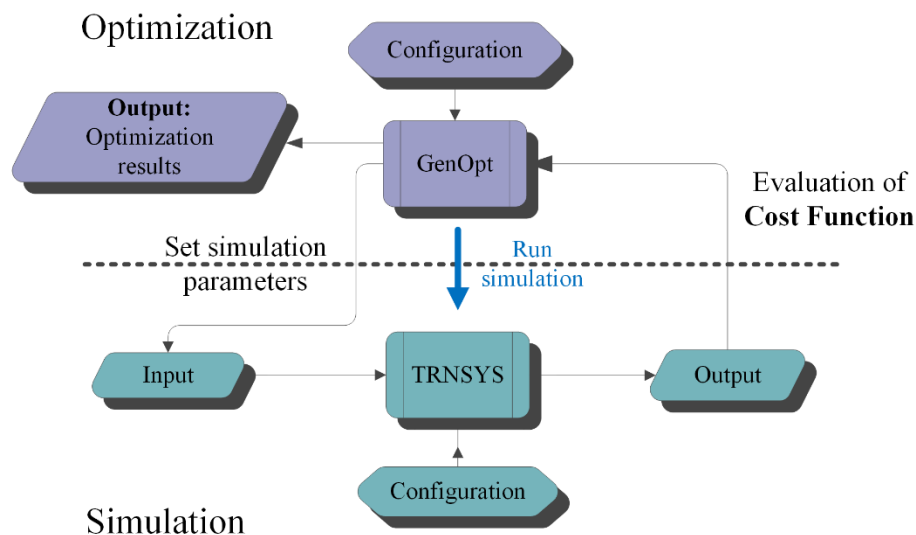 Optimization
Configuration
Output:
Optimization
results
GenOpt
Evaluation of
Cost Function
Set simulation
parameters
Run
simulation
Input
TRNSYS
Output
Configuration
Simulation